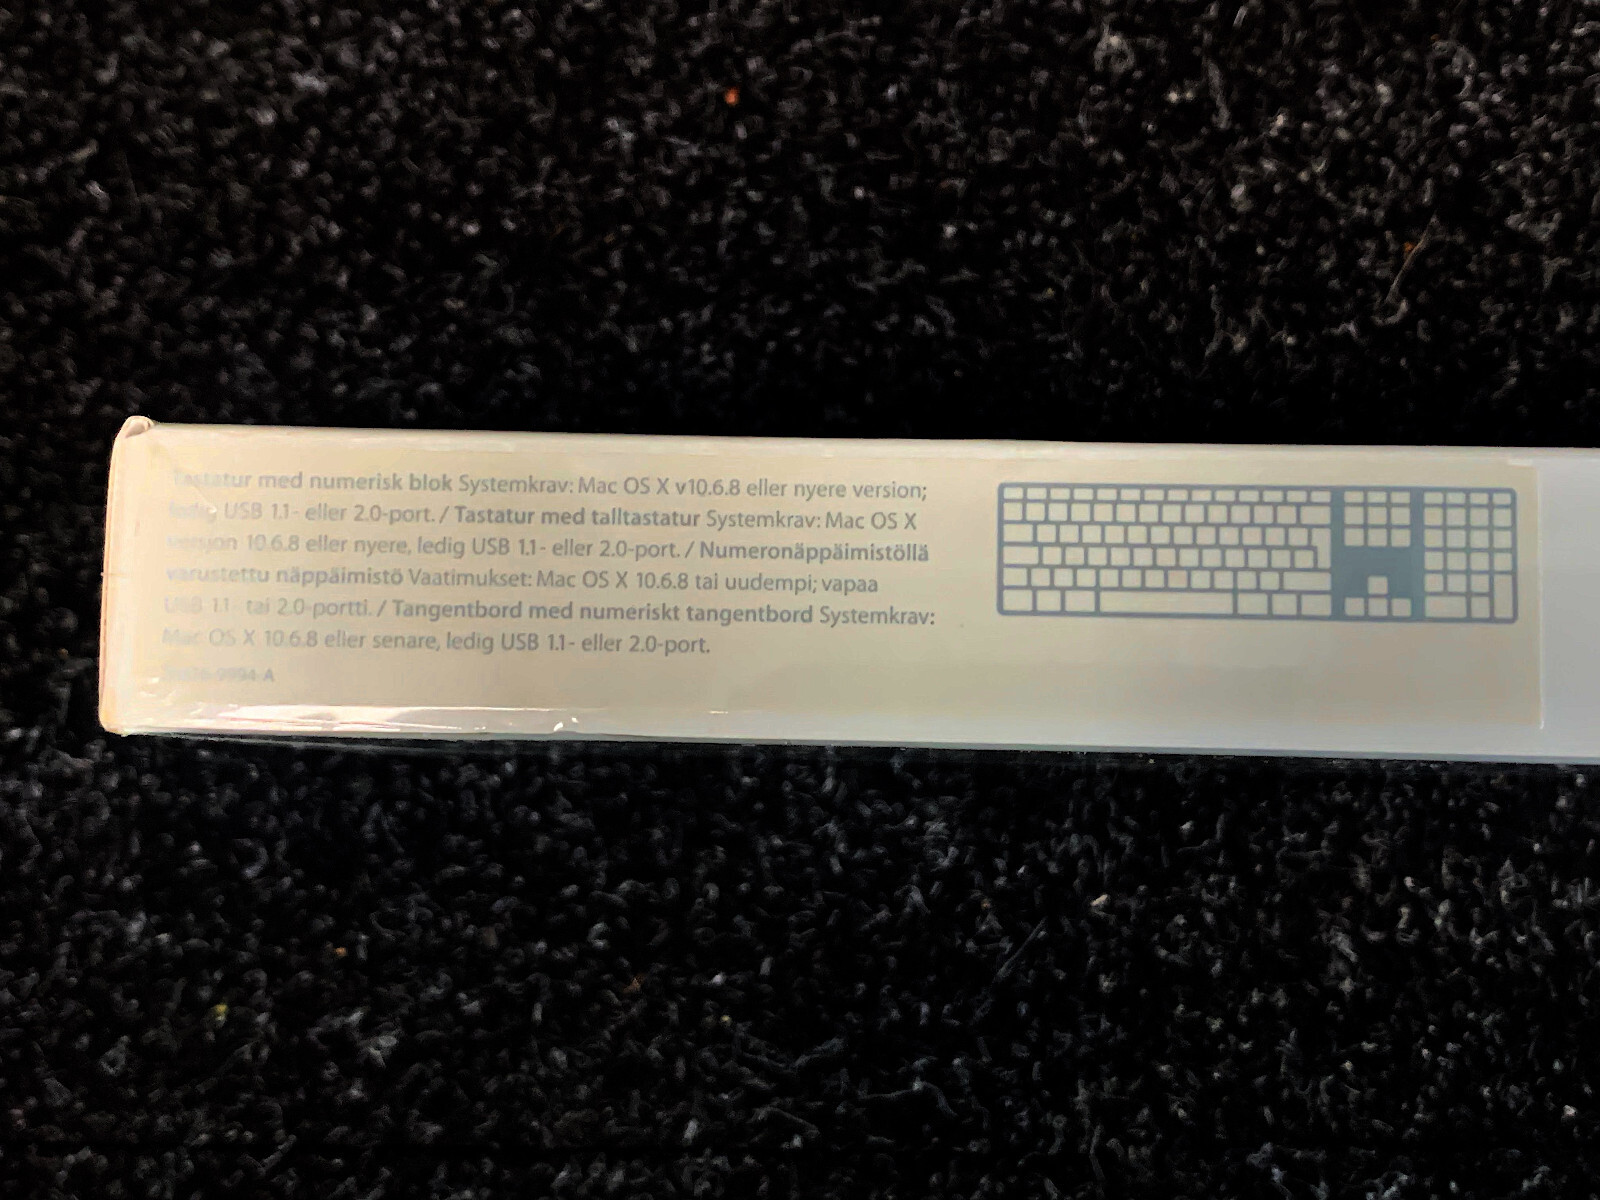 Tastatur med numerisk blok Systemkrav: Mac OS X v10.6.8 eller nyere version;
ledig USB 1.1- eller 2.0-port. / Tastatur med talltastatur Systemkrav: Mac OS X
versjon 10.6.8 eller nyere, ledig USB 1.1- eller 2.0-port. / Numeronäppäimistöllä
varustettu näppäimistö Vaatimukset: Mac OS X 10.6.8 tai uudempi; vapaa
USB 1.1- tai 2.0-portti. / Tangentbord med numeriskt tangentbord Systemkrav:
Mac OS X 10.6.8 eller senare, ledig USB 1.1- eller 2.0-port.